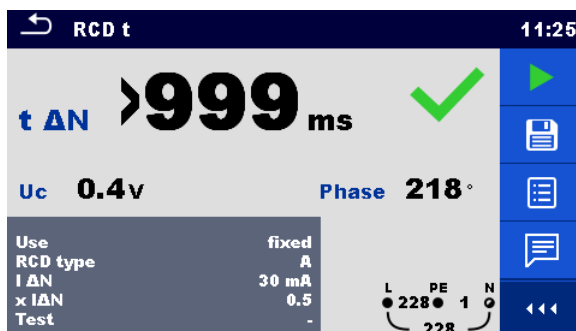 RCD t 11:25
t ΔN >999 ms
Uc 0.4v Phase 218°
Use fixed
RCD type A
I ΔN 30 mA
x IΔN 0.5
Test -
L PE N
228 1
228